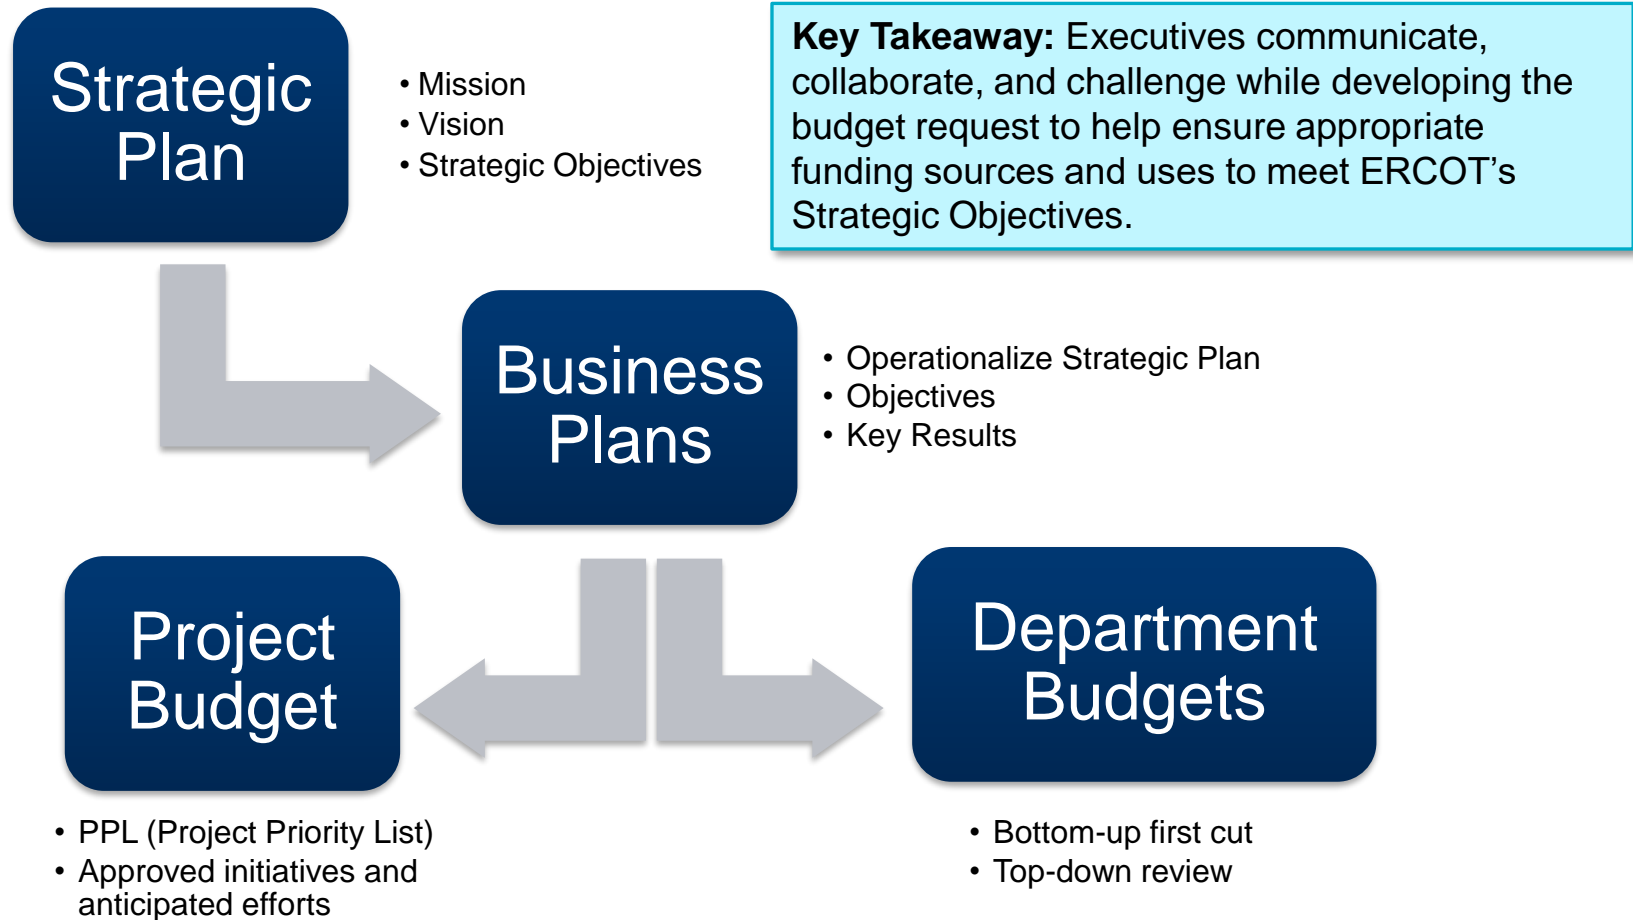 Strategic
Plan
• Mission
• Vision
• Strategic Objectives
Key Takeaway: Executives communicate,
collaborate, and challenge while developing the
budget request to help ensure appropriate
funding sources and uses to meet ERCOT’s
Strategic Objectives.
Business
Plans
• Operationalize Strategic Plan
• Objectives
• Key Results
Project
Budget
• PPL (Project Priority List)
• Approved initiatives and
anticipated efforts
Department
Budgets
• Bottom-up first cut
• Top-down review